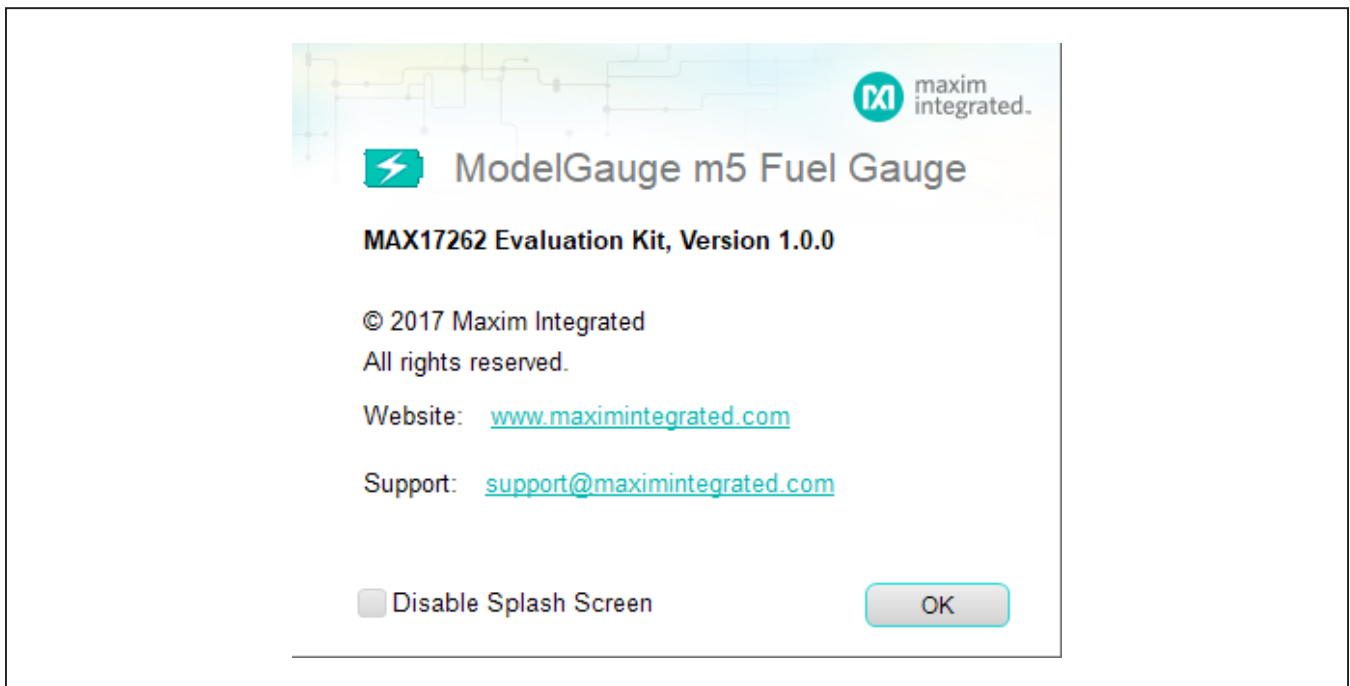 maxim
integrated.
ModelGauge m5 Fuel Gauge
MAX17262 Evaluation Kit, Version 1.0.0
© 2017 Maxim Integrated
All rights reserved.
Website: www.maximintegrated.com
Support: support@maximintegrated.com
Disable Splash Screen OK